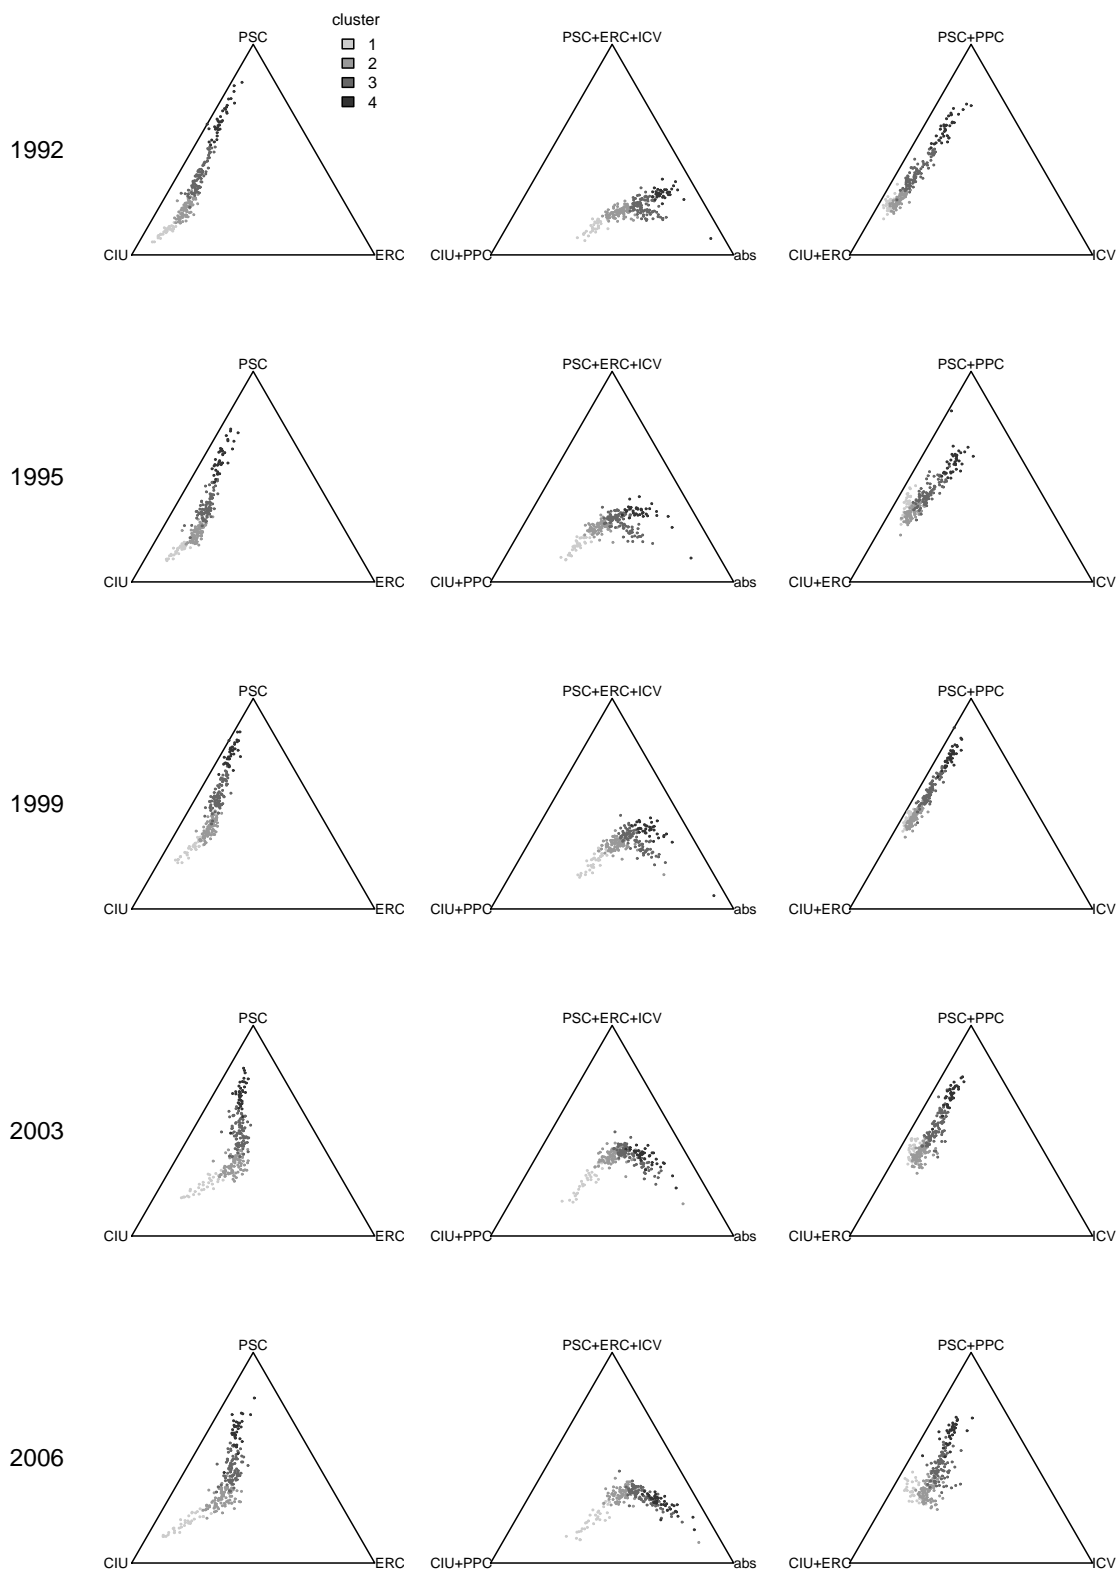 cluster
1
2
3
4
1992
PSC
CIU
ERC
PSC+ERC+ICV
CIU+PPC
abs
PSC+PPC
CIU+ERC
ICV
1995
PSC
CIU
ERC
PSC+ERC+ICV
CIU+PPC
abs
PSC+PPC
CIU+ERC
ICV
1999
PSC
CIU
ERC
PSC+ERC+ICV
CIU+PPC
abs
PSC+PPC
CIU+ERC
ICV
2003
PSC
CIU
ERC
PSC+ERC+ICV
CIU+PPC
abs
PSC+PPC
CIU+ERC
ICV
2006
PSC
CIU
ERC
PSC+ERC+ICV
CIU+PPC
abs
PSC+PPC
CIU+ERC
ICV